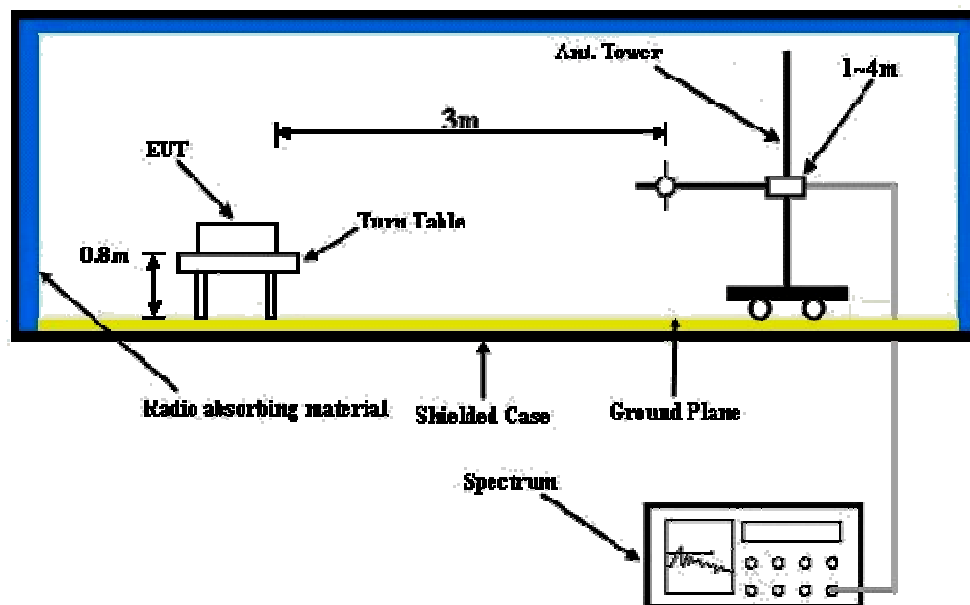 Ant. Tower
1~4m
3m
EUT
Turn Table
0.8m
Radio absorbing material
Shielded Case
Ground Plane
Spectrum